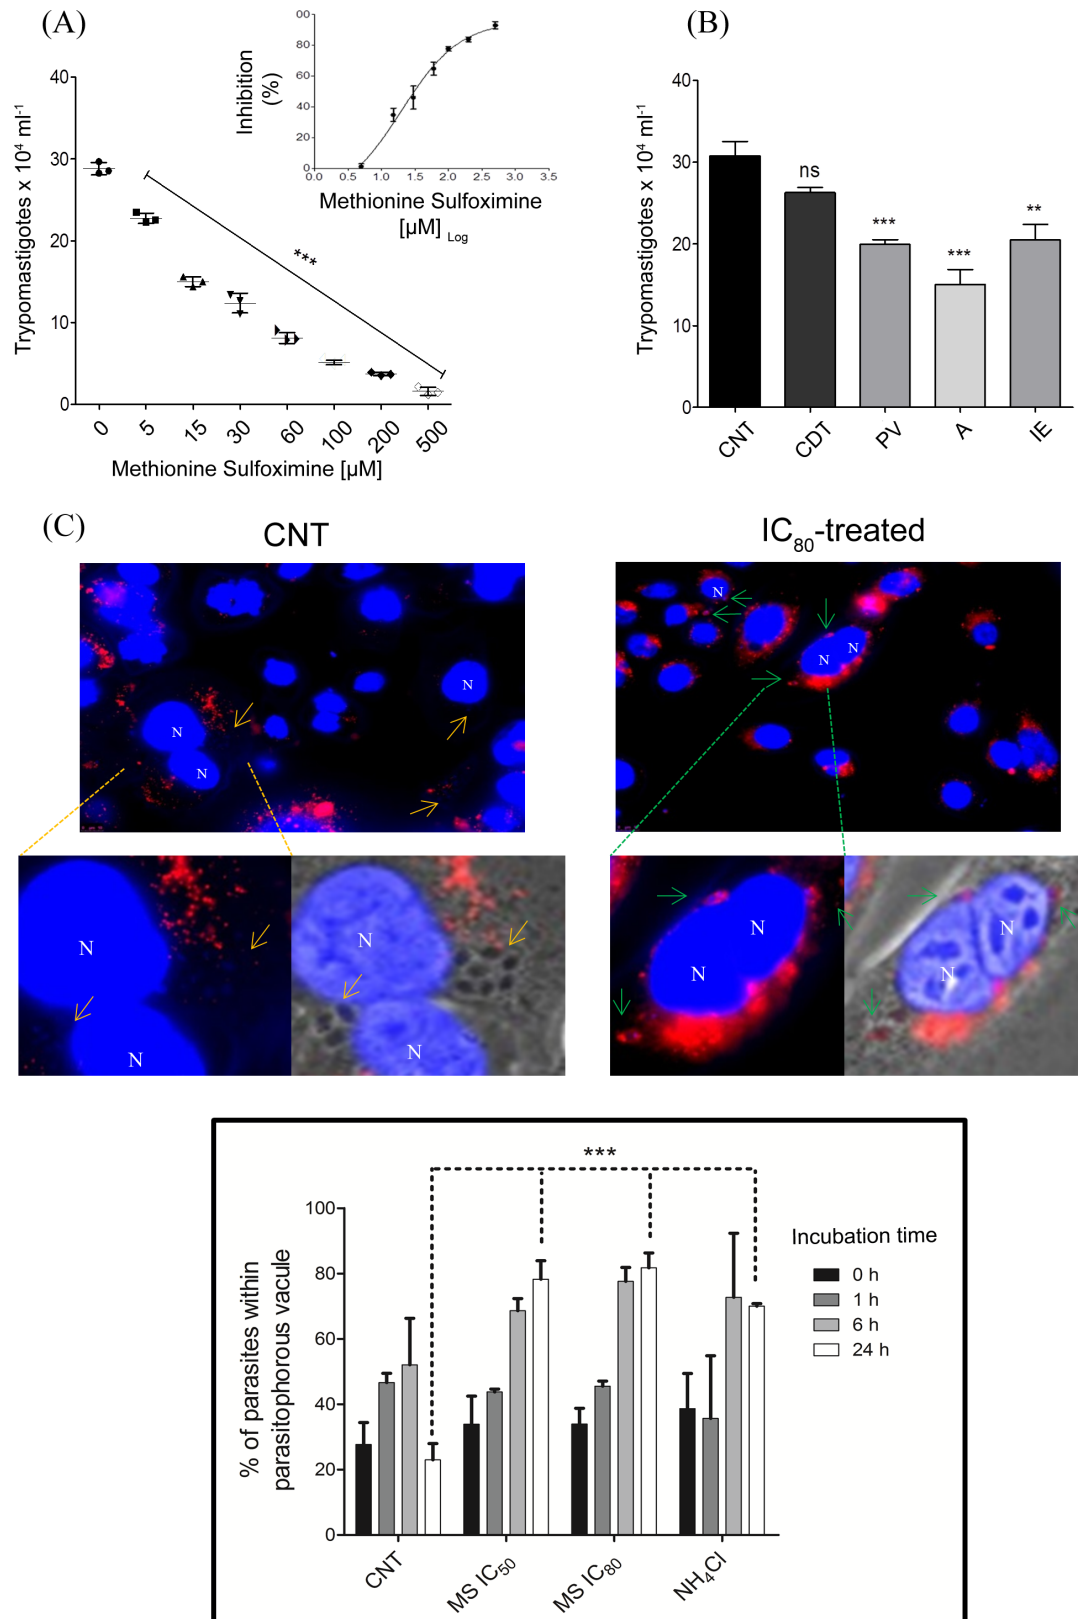 (A)
(B)
Trypomastigotes x 10⁴ ml⁻¹
40
30
20
10
0
***
0
5
15
30
60
100
200
500
Methionine Sulfoximine [µM]
Inhibition
(%)
00
80
60
40
20
0
0.0
0.5
1.0
1.5
2.0
2.5
3.0
3.5
Methionine Sulfoximine
[µM] Log
Trypomastigotes x 10⁴ ml⁻¹
40
30
20
10
0
ns
***
***
**
CNT
CDT
PV
A
IE
(C)
CNT
IC₈₀-treated
N
N
N
N
N
N
N
N
N
N
N
N
N
***
% of parasites within
parasitophorous vacule
100
80
60
40
20
0
CNT
MS IC₅₀
MS IC₈₀
NH₄Cl
Incubation time
0 h
1 h
6 h
24 h